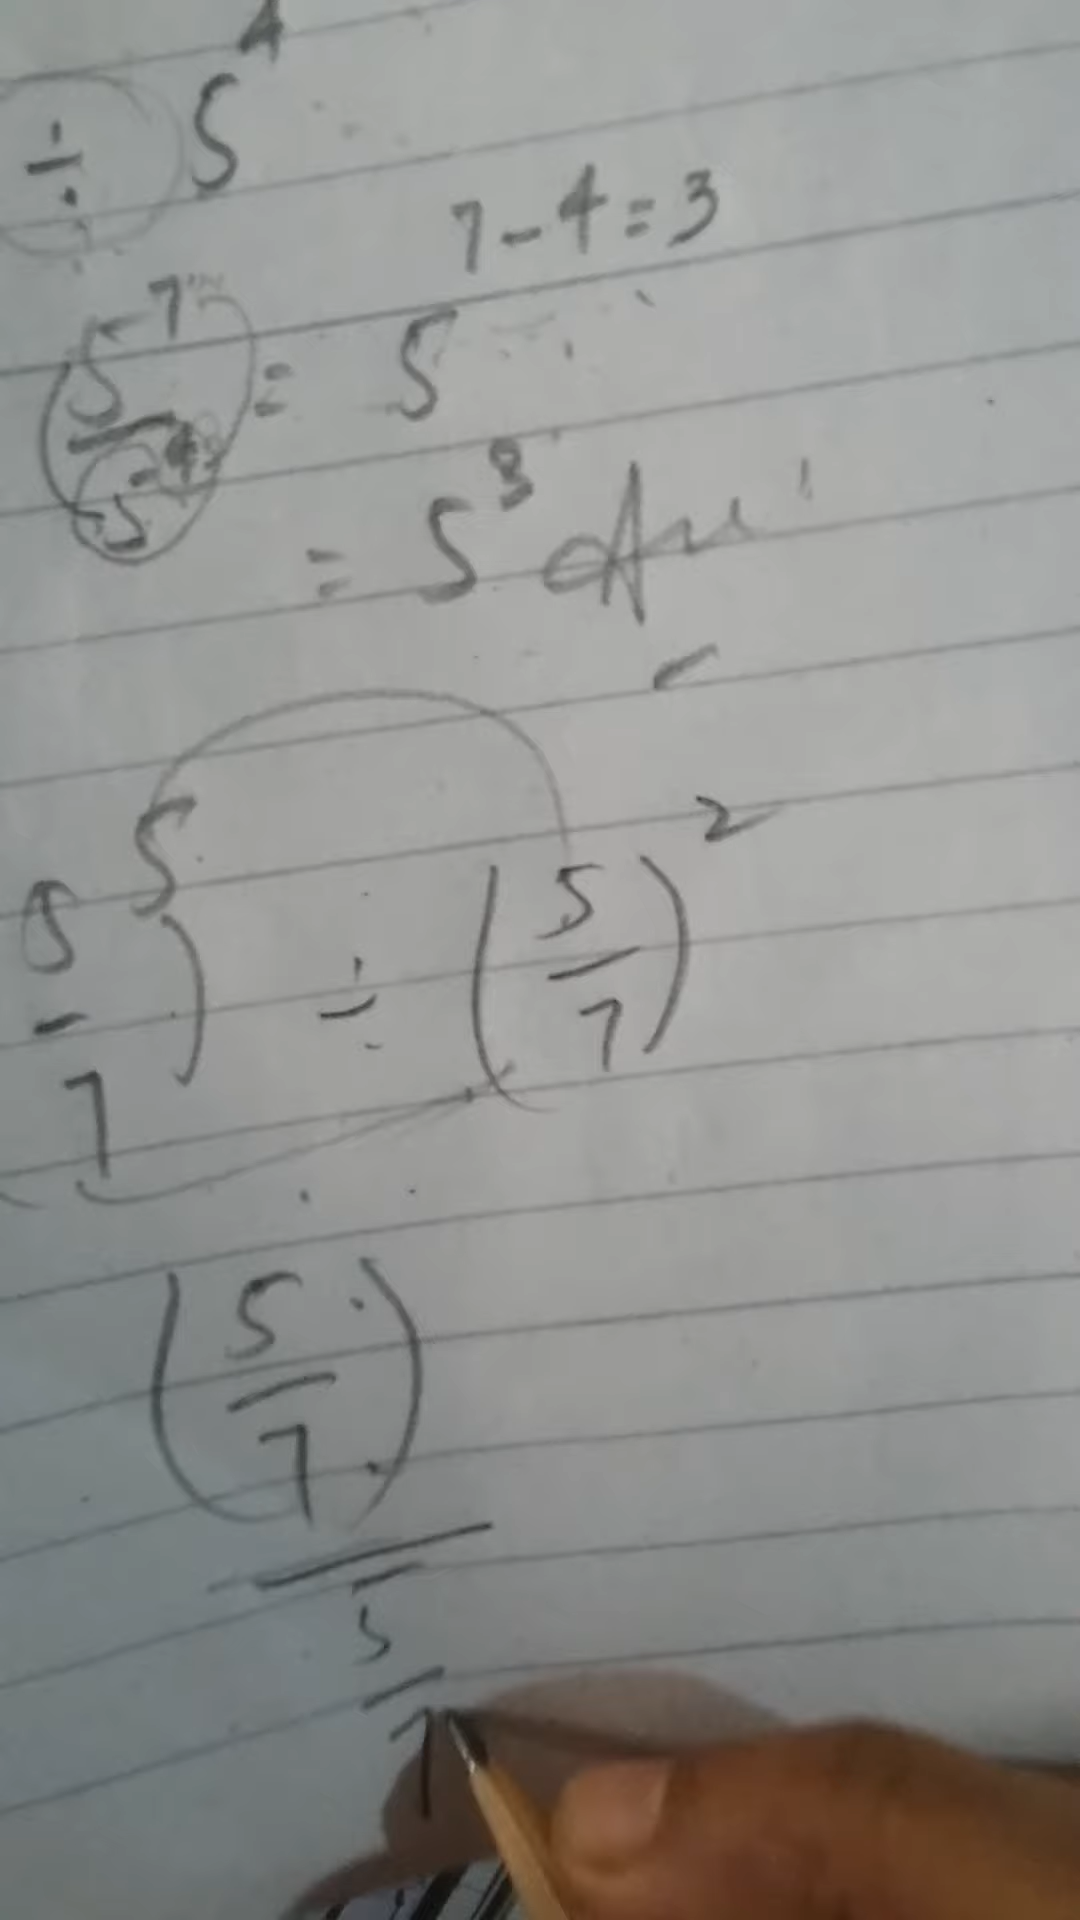 ÷ 5⁴
7-4=3
5⁷/5⁴ = 5
= 5³ Ans
5/7)⁵ ÷ (5/7)²
(5/7)
5/7